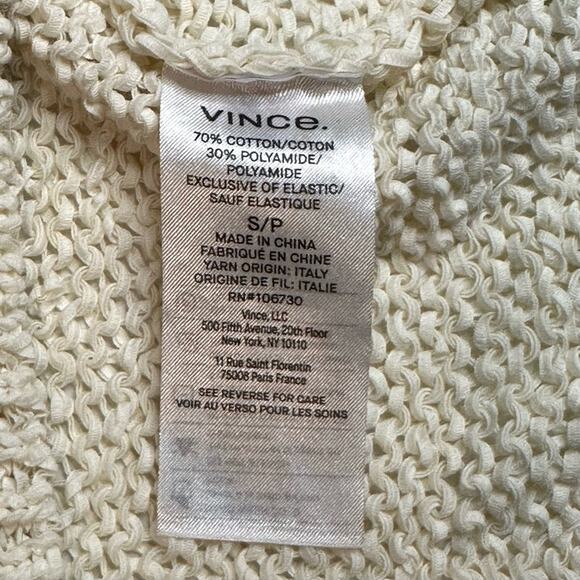 VINCE.
70% COTTON/COTON
30% POLYAMIDE/
POLYAMIDE
EXCLUSIVE OF ELASTIC/
SAUF ELASTIQUE
S/P
MADE IN CHINA
FABRIQUÉ EN CHINE
YARN ORIGIN: ITALY
ORIGINE DE FIL: ITALIE
RN#106730
Vince, LLC
500 Fifth Avenue, 20th Floor
New York, NY 10110
11 Rue Saint Florentin
75008 Paris France
SEE REVERSE FOR CARE
VOIR AU VERSO POUR LES SOINS